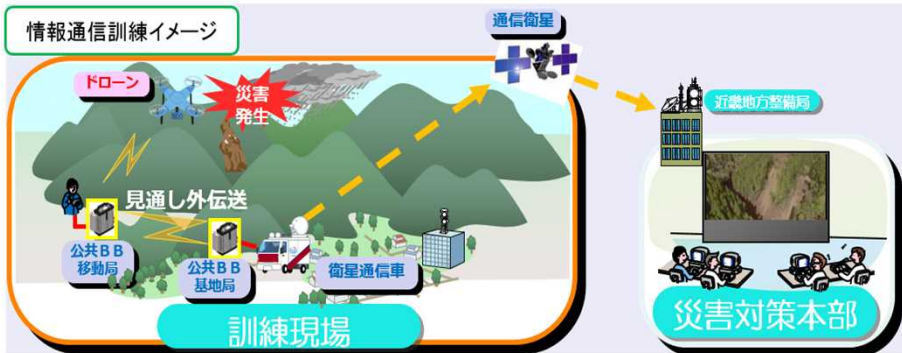 情報通信訓練イメージ
通信衛星
ドローン
災害
発生
近畿地方整備局
見通し外伝送
公共ＢＢ
移動局
公共ＢＢ
基地局
衛星通信車
訓練現場
災害対策本部